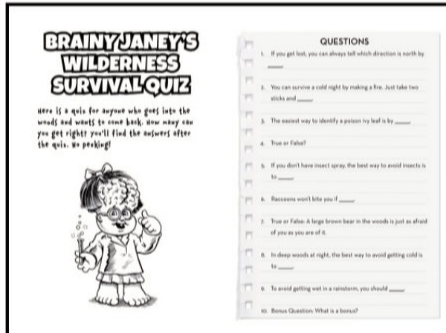 BRAINY JANEY'S
WILDERNESS
SURVIVAL QUIZ
Here is a quiz for anyone who goes into the
woods and wants to come back. How many can
you get right? You'll find the answers after
the quiz. No peeking!
QUESTIONS
1. If you get lost, you can always tell which direction is north by
2. You can survive a cold night by making a fire. Just take two
sticks and
3. The easiest way to identify a poison ivy leaf is by
4. True or False?
5. If you don't have insect spray, the best way to avoid insects is
to
6. Raccoons won't bite you if
7. True or False. A large brown bear in the woods is just as afraid
of you as you are of it.
8. In deep woods at night, the best way to avoid getting cold is
to
9. To avoid getting wet in a rainstorm, you should
10. Bonus Question: What is a bonus?